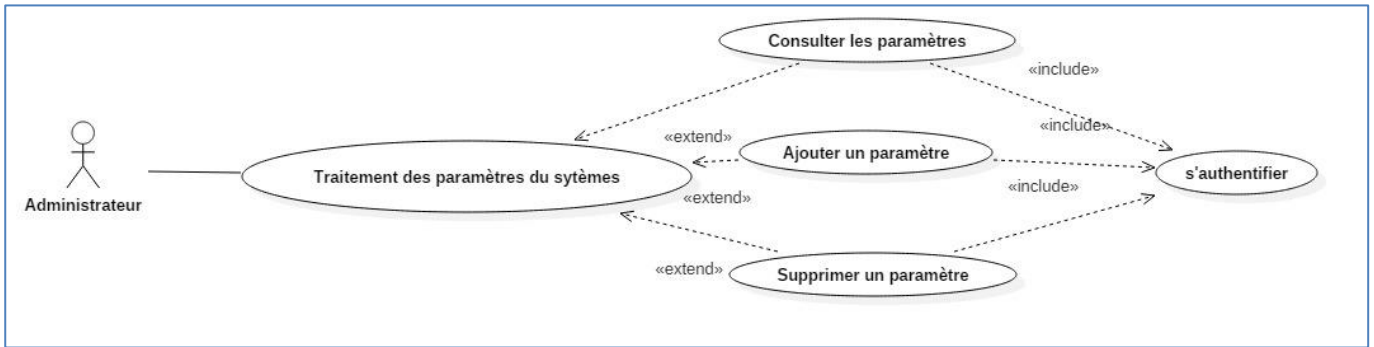 Consulter les paramètres
«include»
«include»
«extend»
Ajouter un paramètre
s'authentifier
Traitement des paramètres du sytèmes
«include»
«extend»
Administrateur
«extend»
Supprimer un paramètre